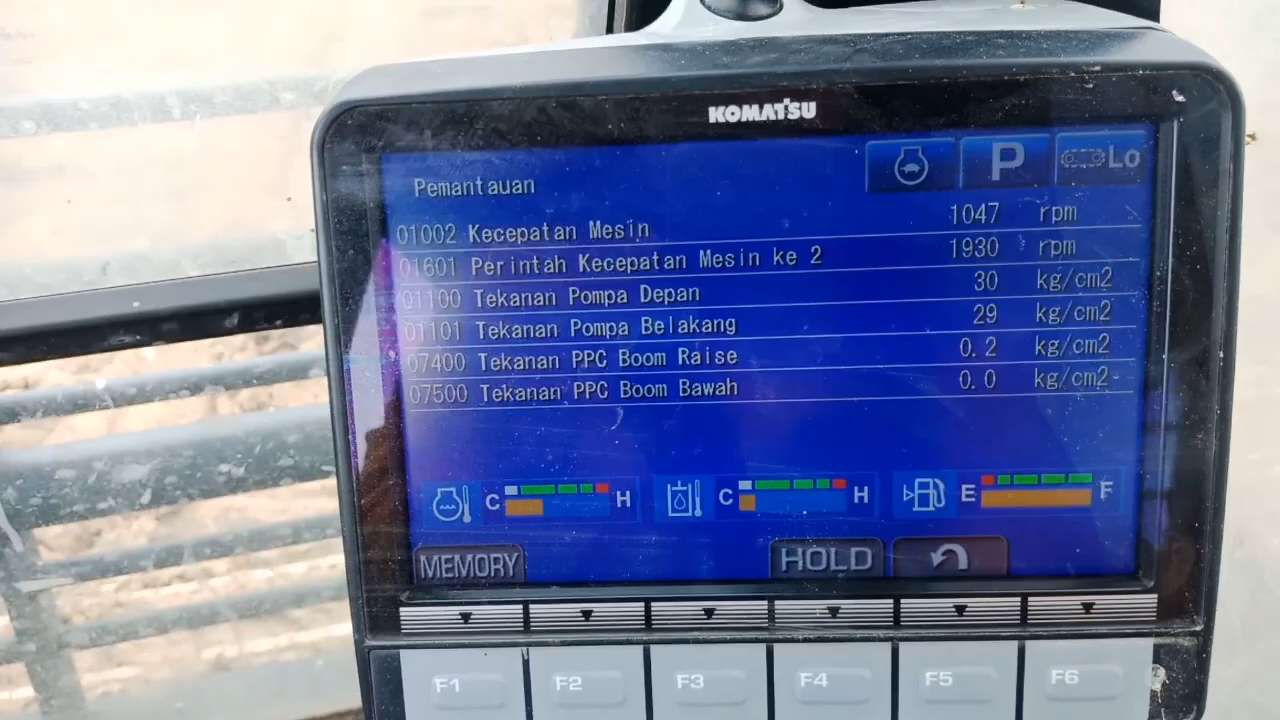 KOMATSU
P
Lo
Pemantauan
01002 Kecepatan Mesin 1047 rpm
01601 Perintah Kecepatan Mesin ke 2 1930 rpm
01100 Tekanan Pompa Depan 30 kg/cm2
01101 Tekanan Pompa Belakang 29 kg/cm2
07400 Tekanan PPC Boom Raise 0.2 kg/cm2
07500 Tekanan PPC Boom Bawah 0.0 kg/cm2
C H C H E F
MEMORY HOLD
F1 F2 F3 F4 F5 F6